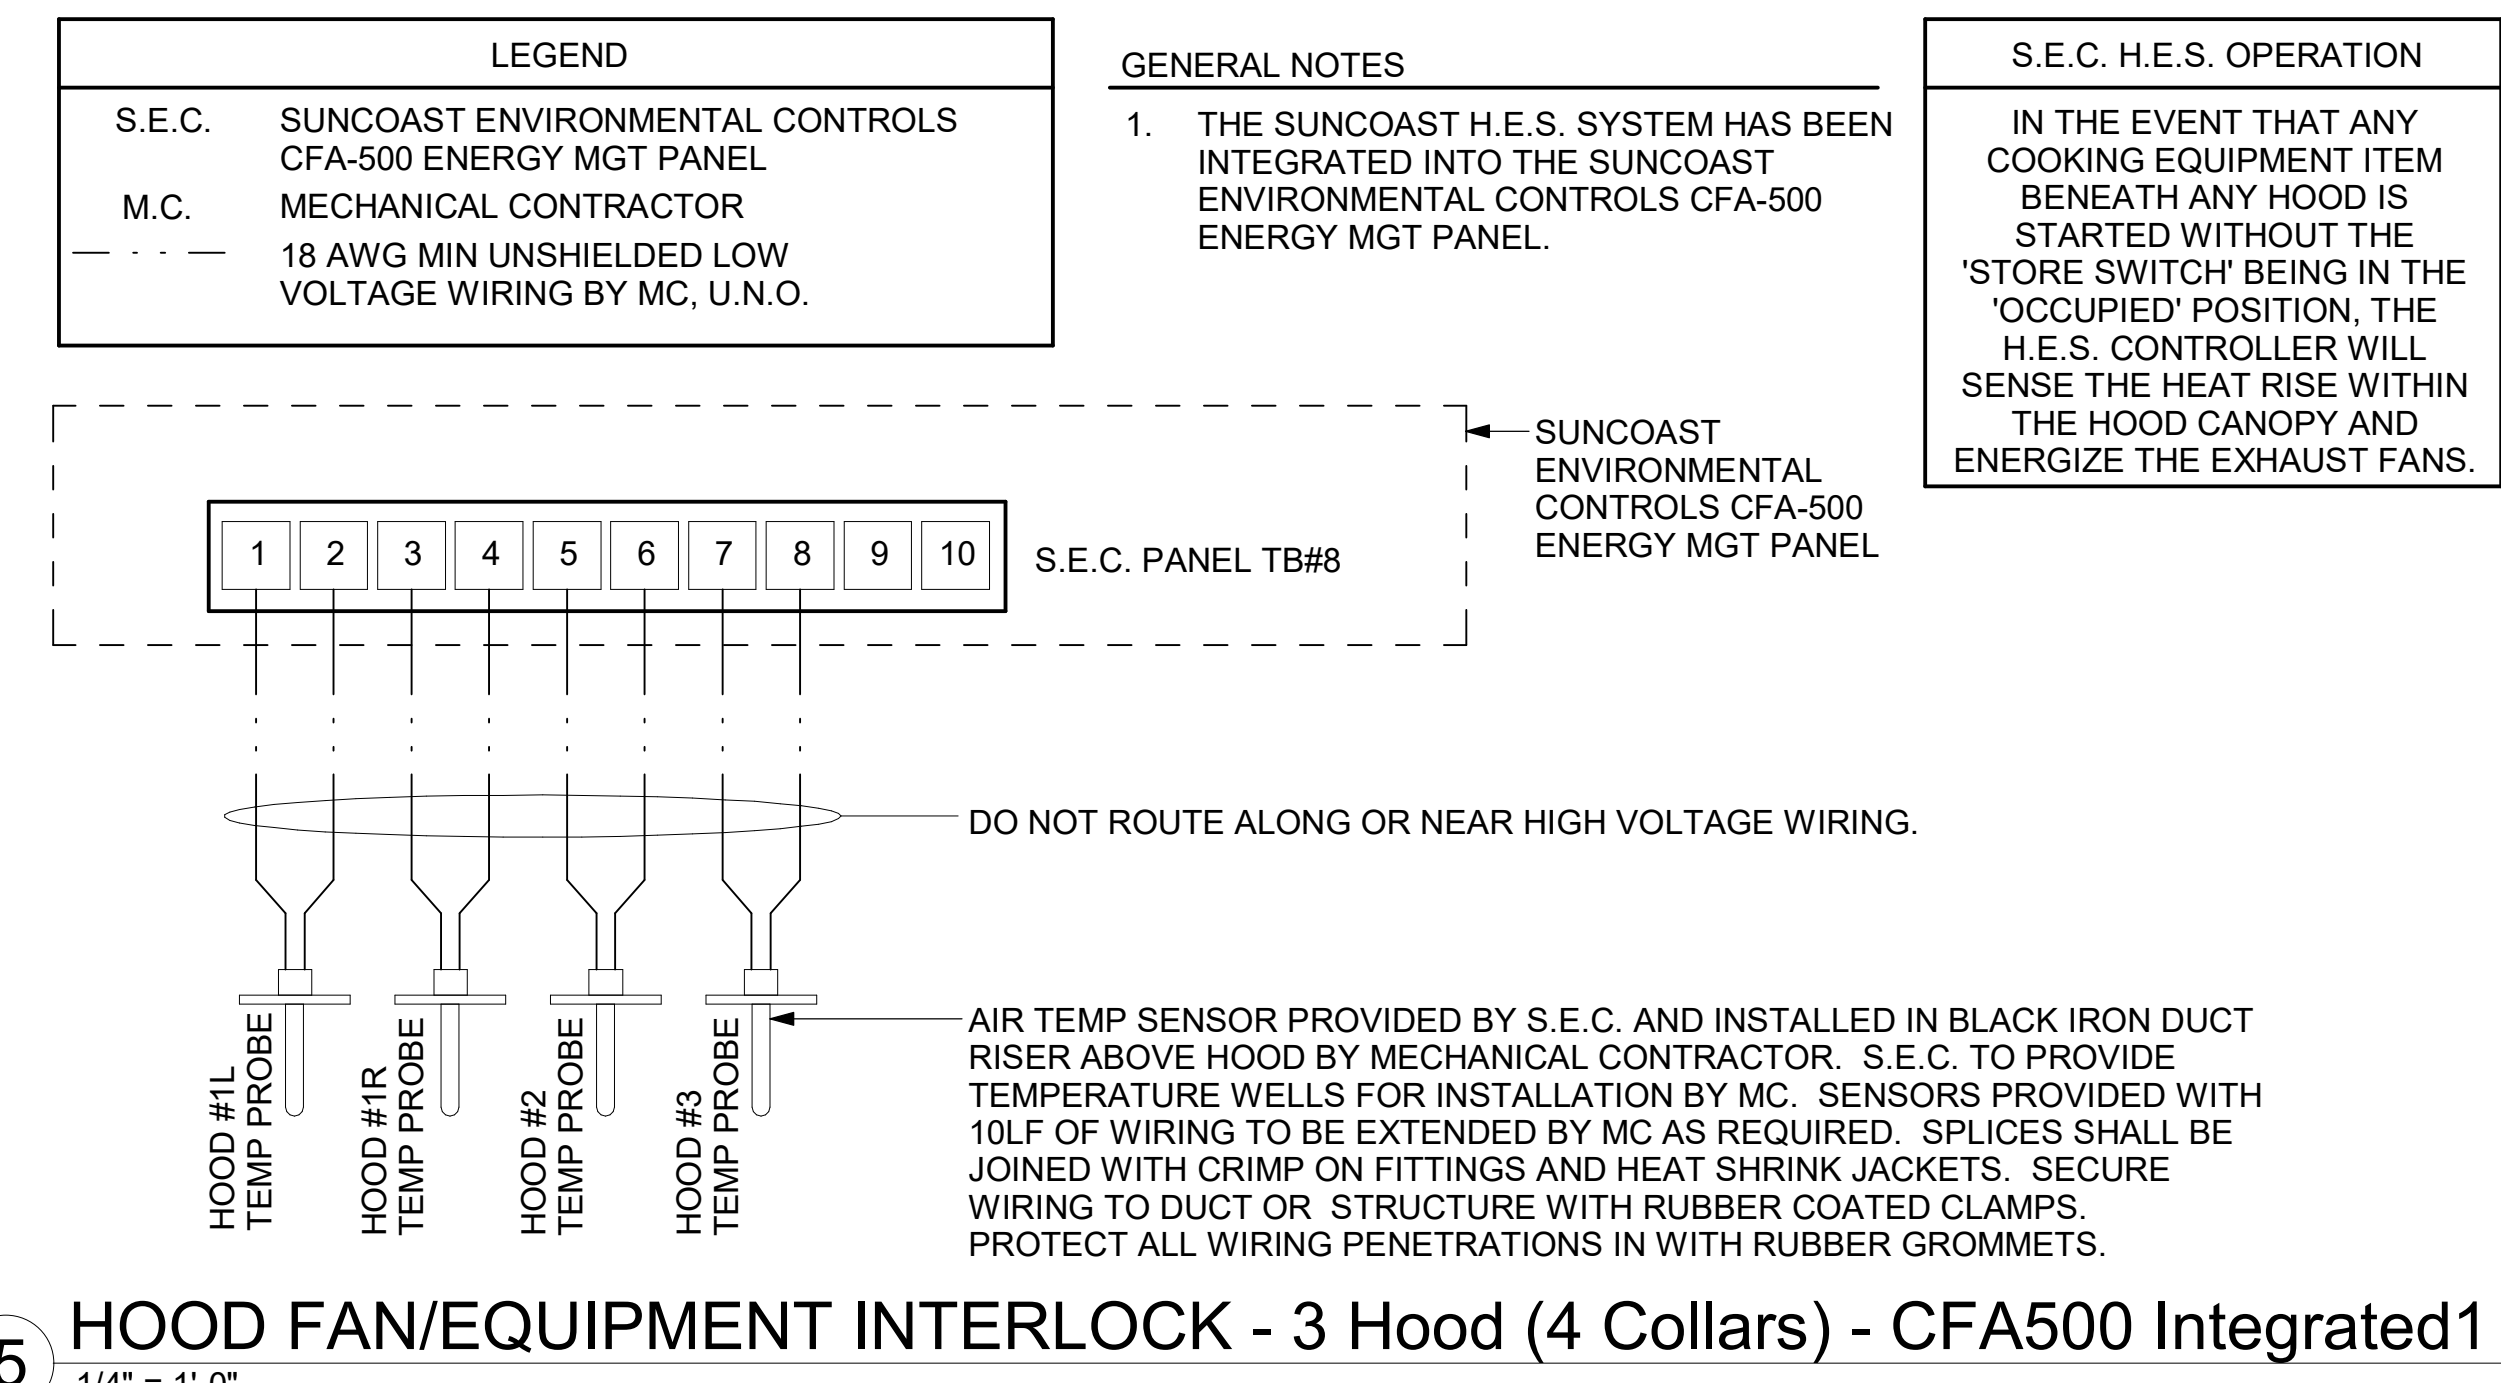 LEGEND
S.E.C. SUNCOAST ENVIRONMENTAL CONTROLS
CFA-500 ENERGY MGT PANEL
M.C. MECHANICAL CONTRACTOR
18 AWG MIN UNSHIELDED LOW
VOLTAGE WIRING BY MC, U.N.O.
GENERAL NOTES
1. THE SUNCOAST H.E.S. SYSTEM HAS BEEN
INTEGRATED INTO THE SUNCOAST
ENVIRONMENTAL CONTROLS CFA-500
ENERGY MGT PANEL.
S.E.C. H.E.S. OPERATION
IN THE EVENT THAT ANY
COOKING EQUIPMENT ITEM
BENEATH ANY HOOD IS
STARTED WITHOUT THE
'STORE SWITCH' BEING IN THE
'OCCUPIED' POSITION, THE
H.E.S. CONTROLLER WILL
SENSE THE HEAT RISE WITHIN
THE HOOD CANOPY AND
ENERGIZE THE EXHAUST FANS.
SUNCOAST
ENVIRONMENTAL
CONTROLS CFA-500
ENERGY MGT PANEL
1 2 3 4 5 6 7 8 9 10
S.E.C. PANEL TB#8
DO NOT ROUTE ALONG OR NEAR HIGH VOLTAGE WIRING.
HOOD #1L
TEMP PROBE
HOOD #1R
TEMP PROBE
HOOD #2
TEMP PROBE
HOOD #3
TEMP PROBE
AIR TEMP SENSOR PROVIDED BY S.E.C. AND INSTALLED IN BLACK IRON DUCT
RISER ABOVE HOOD BY MECHANICAL CONTRACTOR. S.E.C. TO PROVIDE
TEMPERATURE WELLS FOR INSTALLATION BY MC. SENSORS PROVIDED WITH
10LF OF WIRING TO BE EXTENDED BY MC AS REQUIRED. SPLICES SHALL BE
JOINED WITH CRIMP ON FITTINGS AND HEAT SHRINK JACKETS. SECURE
WIRING TO DUCT OR STRUCTURE WITH RUBBER COATED CLAMPS.
PROTECT ALL WIRING PENETRATIONS IN WITH RUBBER GROMMETS.
5 HOOD FAN/EQUIPMENT INTERLOCK - 3 Hood (4 Collars) - CFA500 Integrated1
1/4" = 1'-0"